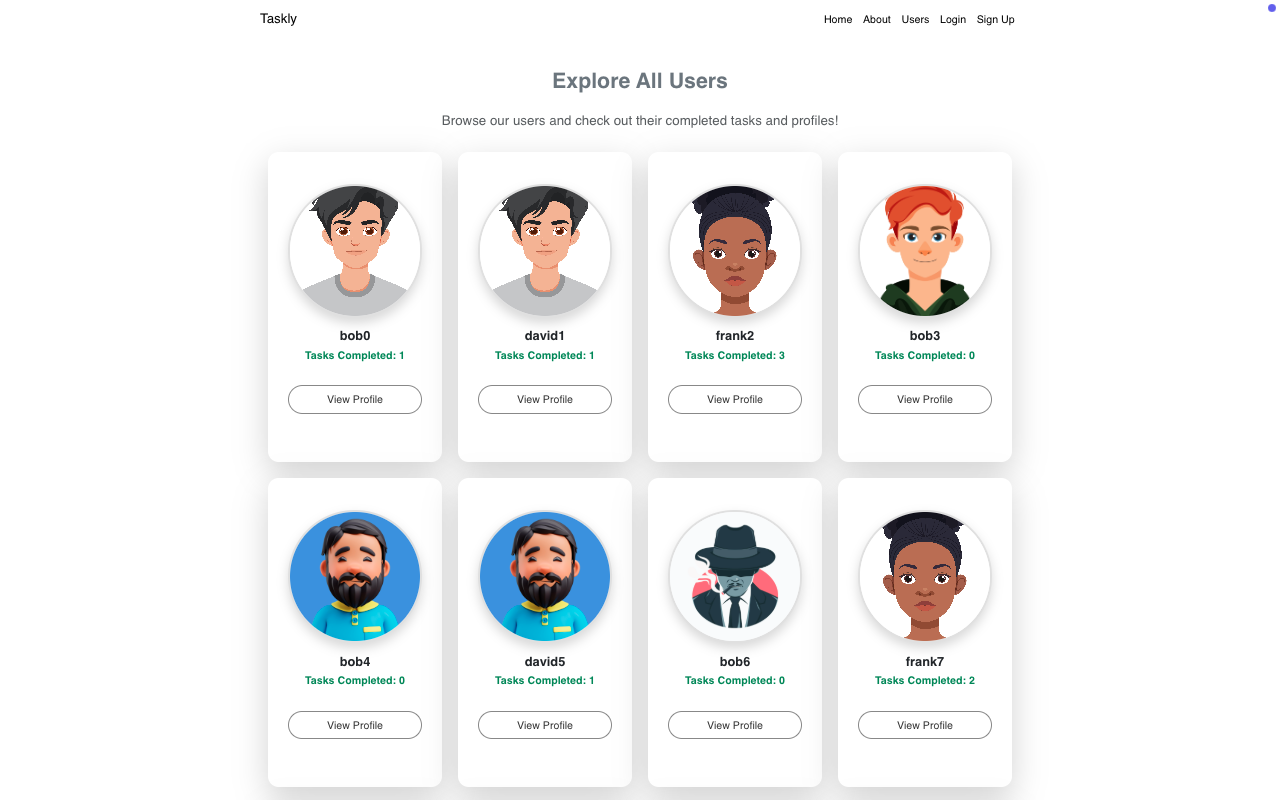 Taskly
Home About Users Login Sign Up
Explore All Users
Browse our users and check out their completed tasks and profiles!
bob0
Tasks Completed: 1
View Profile
david1
Tasks Completed: 1
View Profile
frank2
Tasks Completed: 3
View Profile
bob3
Tasks Completed: 0
View Profile
bob4
Tasks Completed: 0
View Profile
david5
Tasks Completed: 1
View Profile
bob6
Tasks Completed: 0
View Profile
frank7
Tasks Completed: 2
View Profile